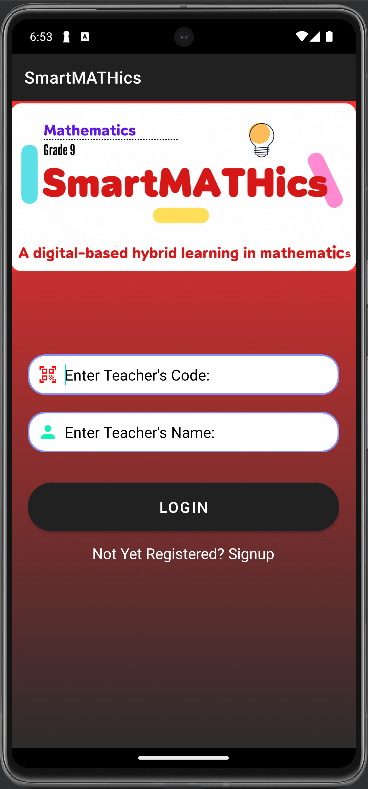 6:53
SmartMATHics
Mathematics
Grade 9
SmartMATHics
A digital-based hybrid learning in mathematics
Enter Teacher's Code:
Enter Teacher's Name:
LOGIN
Not Yet Registered? Signup